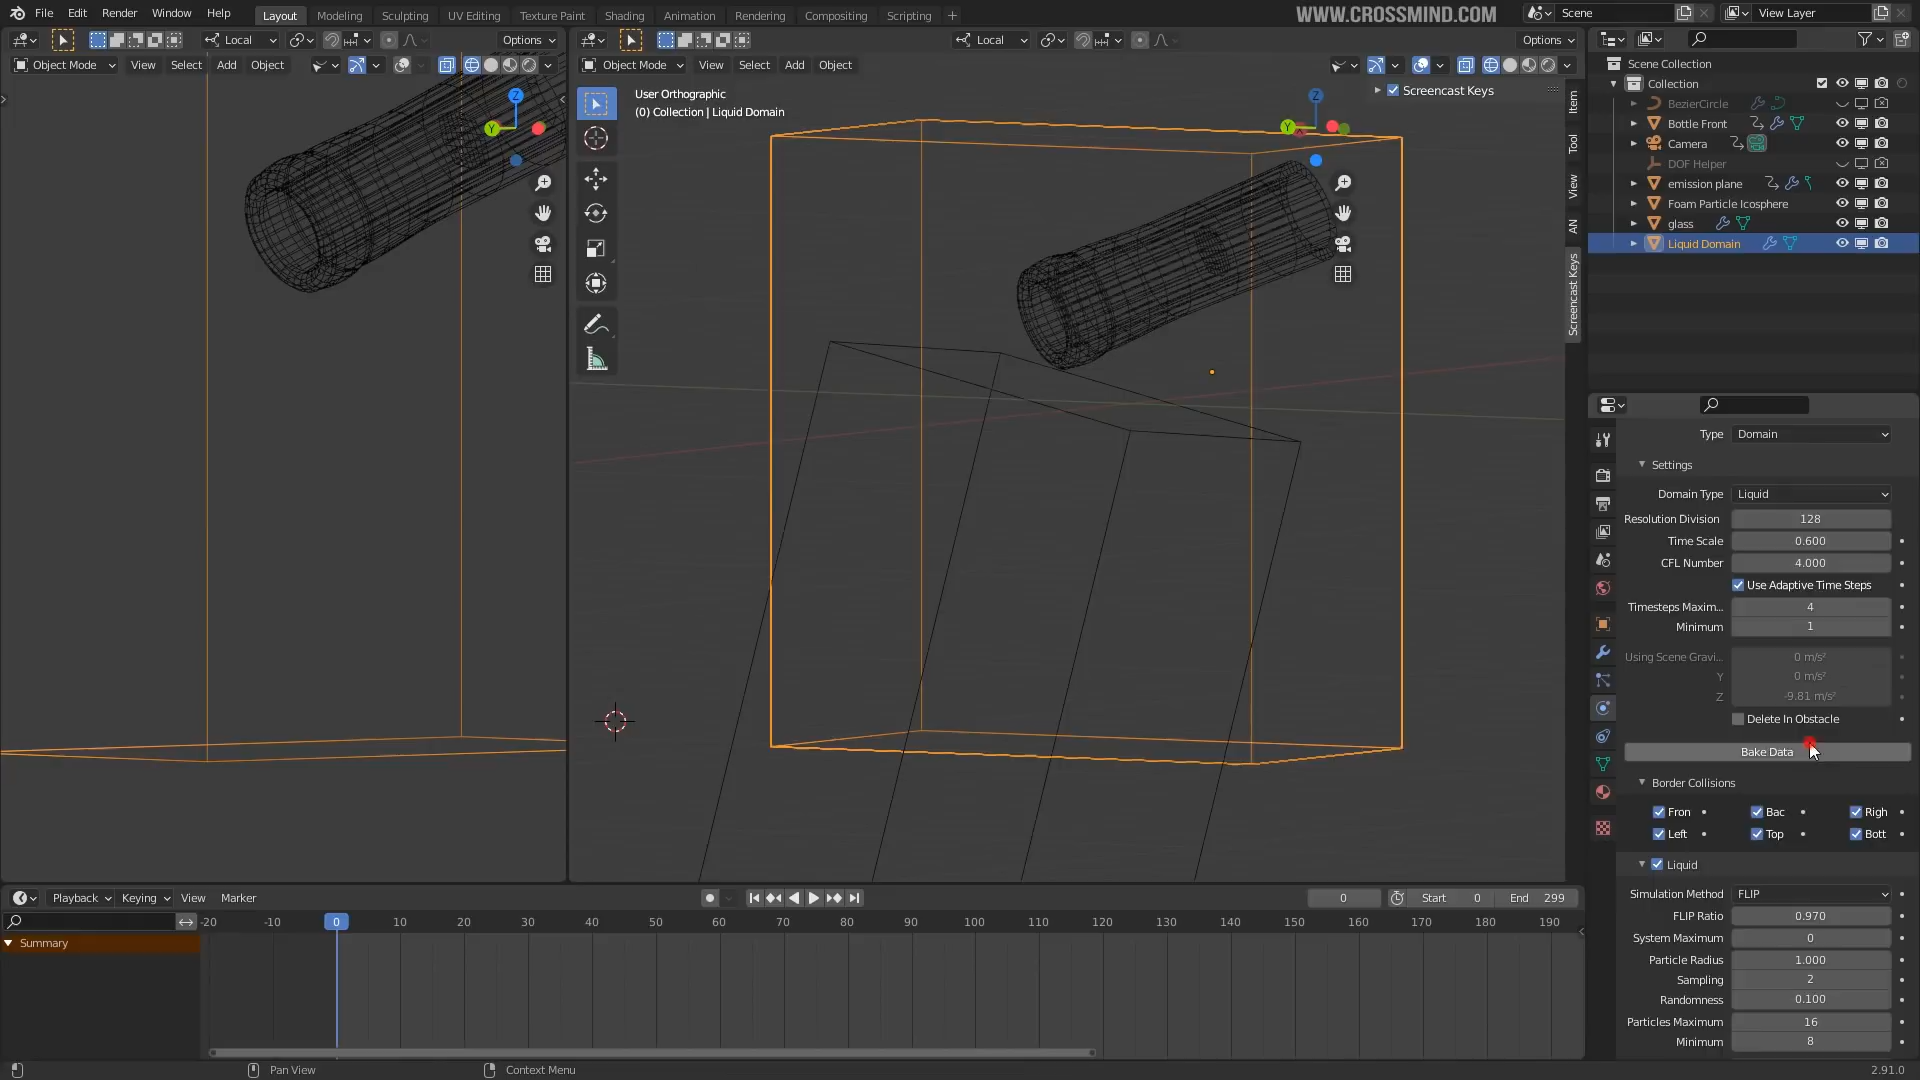 File Edit Render Window Help
Layout Modeling Sculpting UV Editing Texture Paint Shading Animation Rendering Compositing Scripting +
WWW.CROSSMIND.COM
Scene
View Layer
Local Options
Local Options
Object Mode View Select Add Object
Object Mode View Select Add Object
Z
Y
User Orthographic
(0) Collection | Liquid Domain
Screencast Keys
Z
Y
Item
Tool
View
AN
Screencast Keys
Scene Collection
Collection
BezierCircle
Bottle Front
Camera
DOF Helper
emission plane
Foam Particle Icosphere
glass
Liquid Domain
Type Domain
Settings
Domain Type Liquid
Resolution Division 128
Time Scale 0.600
CFL Number 4.000
Use Adaptive Time Steps
Timesteps Maxim... 4
Minimum 1
Using Scene Gravi... 0 m/s²
Y 0 m/s²
Z -9.81 m/s²
Delete In Obstacle
Bake Data
Border Collisions
Fron Bac Righ
Left Top Bott
Liquid
Simulation Method FLIP
FLIP Ratio 0.970
System Maximum 0
Particle Radius 1.000
Sampling 2
Randomness 0.100
Particles Maximum 16
Minimum 8
Playback Keying View Marker
0 Start 0 End 299
-20 -10 0 10 20 30 40 50 60 70 80 90 100 110 120 130 140 150 160 170 180 190
Summary
Pan View Context Menu 2.91.0